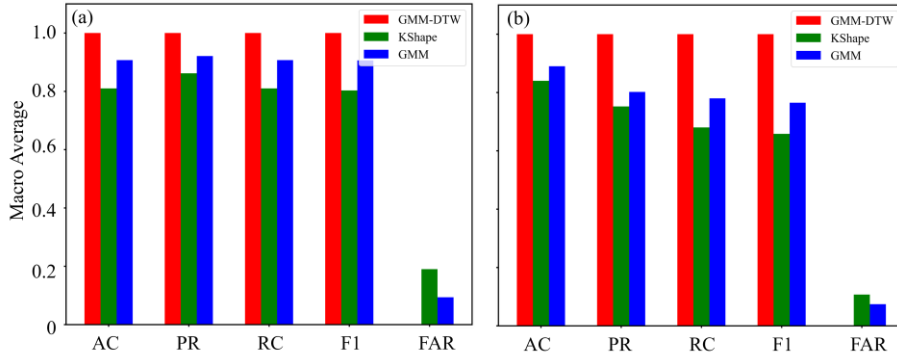 (a)
GMM-DTW
KShape
GMM
Macro Average
1.0
0.8
0.6
0.4
0.2
0
AC PR RC F1 FAR
(b)
GMM-DTW
KShape
GMM
AC PR RC F1 FAR